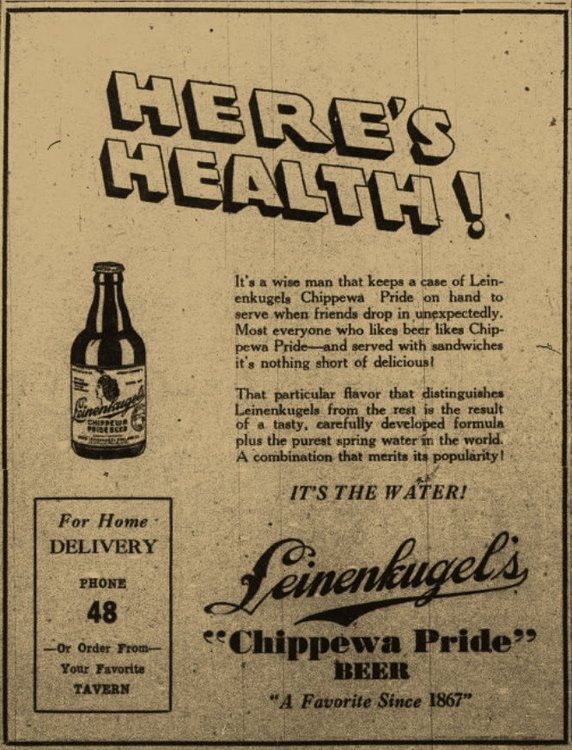 HERE'S
HEALTH!
It's a wise man that keeps a case of Lein-
enkugels Chippewa Pride on hand to
serve when friends drop in unexpectedly.
Most everyone who likes beer likes Chip-
pewa Pride—and served with sandwiches
it's nothing short of delicious!
That particular flavor that distinguishes
Leinenkugels from the rest is the result
of a tasty, carefully developed formula
plus the purest spring water in the world.
A combination that merits its popularity!
IT'S THE WATER!
Leinenkugel's
CHIPPEWA
PRIDE BEER
For Home
DELIVERY
PHONE
48
—Or Order From—
Your Favorite
TAVERN
Leinenkugel's
"Chippewa Pride"
BEER
"A Favorite Since 1867"